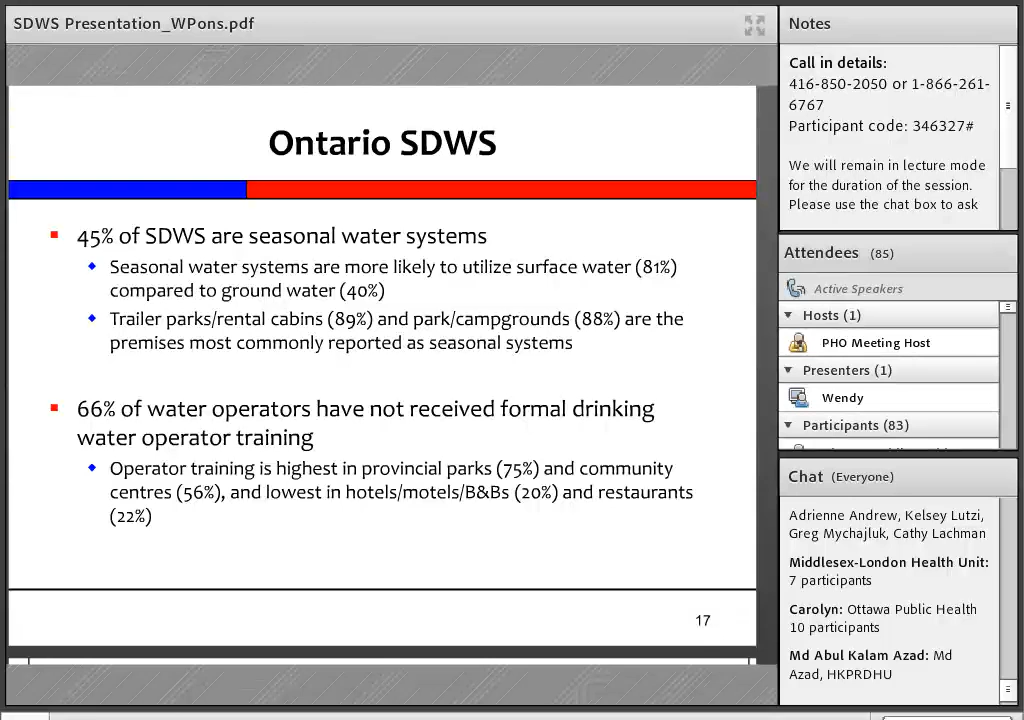 SDWS Presentation_WPons.pdf
Ontario SDWS
45% of SDWS are seasonal water systems
Seasonal water systems are more likely to utilize surface water (81%)
compared to ground water (40%)
Trailer parks/rental cabins (89%) and park/campgrounds (88%) are the
premises most commonly reported as seasonal systems
66% of water operators have not received formal drinking
water operator training
Operator training is highest in provincial parks (75%) and community
centres (56%), and lowest in hotels/motels/B&Bs (20%) and restaurants
(22%)
17
Notes
Call in details:
416-850-2050 or 1-866-261-
6767
Participant code: 346327#
We will remain in lecture mode
for the duration of the session.
Please use the chat box to ask
Attendees (85)
Active Speakers
Hosts (1)
PHO Meeting Host
Presenters (1)
Wendy
Participants (83)
Chat (Everyone)
Adrienne Andrew, Kelsey Lutzi,
Greg Mychajluk, Cathy Lachman
Middlesex-London Health Unit:
7 participants
Carolyn: Ottawa Public Health
10 participants
Md Abul Kalam Azad: Md
Azad, HKPRDHU